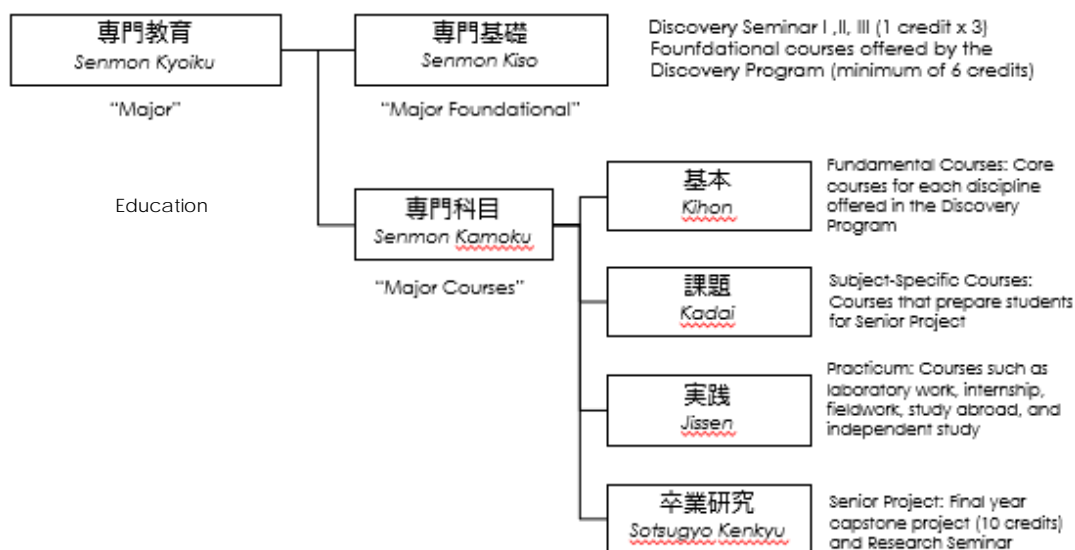 専門教育
Senmon Kyoiku
"Major"
Education
専門基礎
Senmon Kiso
"Major Foundational"
Discovery Seminar I ,II, III (1 credit x 3)
Founfdational courses offered by the
Discovery Program (minimum of 6 credits)
専門科目
Senmon Kamoku
"Major Courses"
基本
Kihon
Fundamental Courses: Core
courses for each discipline
offered in the Discovery
Program
課題
Kadai
Subject-Specific Courses:
Courses that prepare students
for Senior Project
実践
Jissen
Practicum: Courses such as
laboratory work, internship,
fieldwork, study abroad, and
independent study
卒業研究
Sotsugyo Kenkyu
Senior Project: Final year
capstone project (10 credits)
and Research Seminar